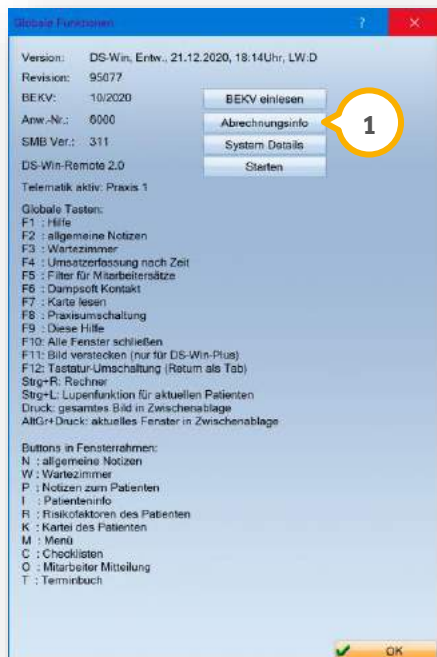 Globale Funktionen ? ×
Version: DS-Win, Entw., 21.12.2020, 18:14Uhr, LW:D
Revision: 95077
BEKV: 10/2020 BEKV einlesen
Anw.-Nr.: 6000 Abrechnungsinfo 1
SMB Ver.: 311 System Details
DS-Win-Remote 2.0 Starten
Telematik aktiv: Praxis 1
Globale Tasten:
F1 : Hilfe
F2 : allgemeine Notizen
F3 : Wartezimmer
F4 : Umsatzerfassung nach Zeit
F5 : Filter für Mitarbeitersätze
F6 : Dampsoft Kontakt
F7 : Karte lesen
F8 : Praxisumschaltung
F9 : Diese Hilfe
F10: Alle Fenster schließen
F11: Bild verstecken (nur für DS-Win-Plus)
F12: Tastatur-Umschaltung (Return als Tab)
Strg+R: Rechner
Strg+L: Lupenfunktion für aktuellen Patienten
Druck: gesamtes Bild in Zwischenablage
AltGr+Druck: aktuelles Fenster in Zwischenablage
Buttons in Fensterrahmen:
N : allgemeine Notizen
W : Wartezimmer
P : Notizen zum Patienten
I : Patienteninfo
R : Risikofaktoren des Patienten
K : Kartei des Patienten
M : Menü
C : Checklisten
O : Mitarbeiter Mitteilung
T : Terminbuch
OK